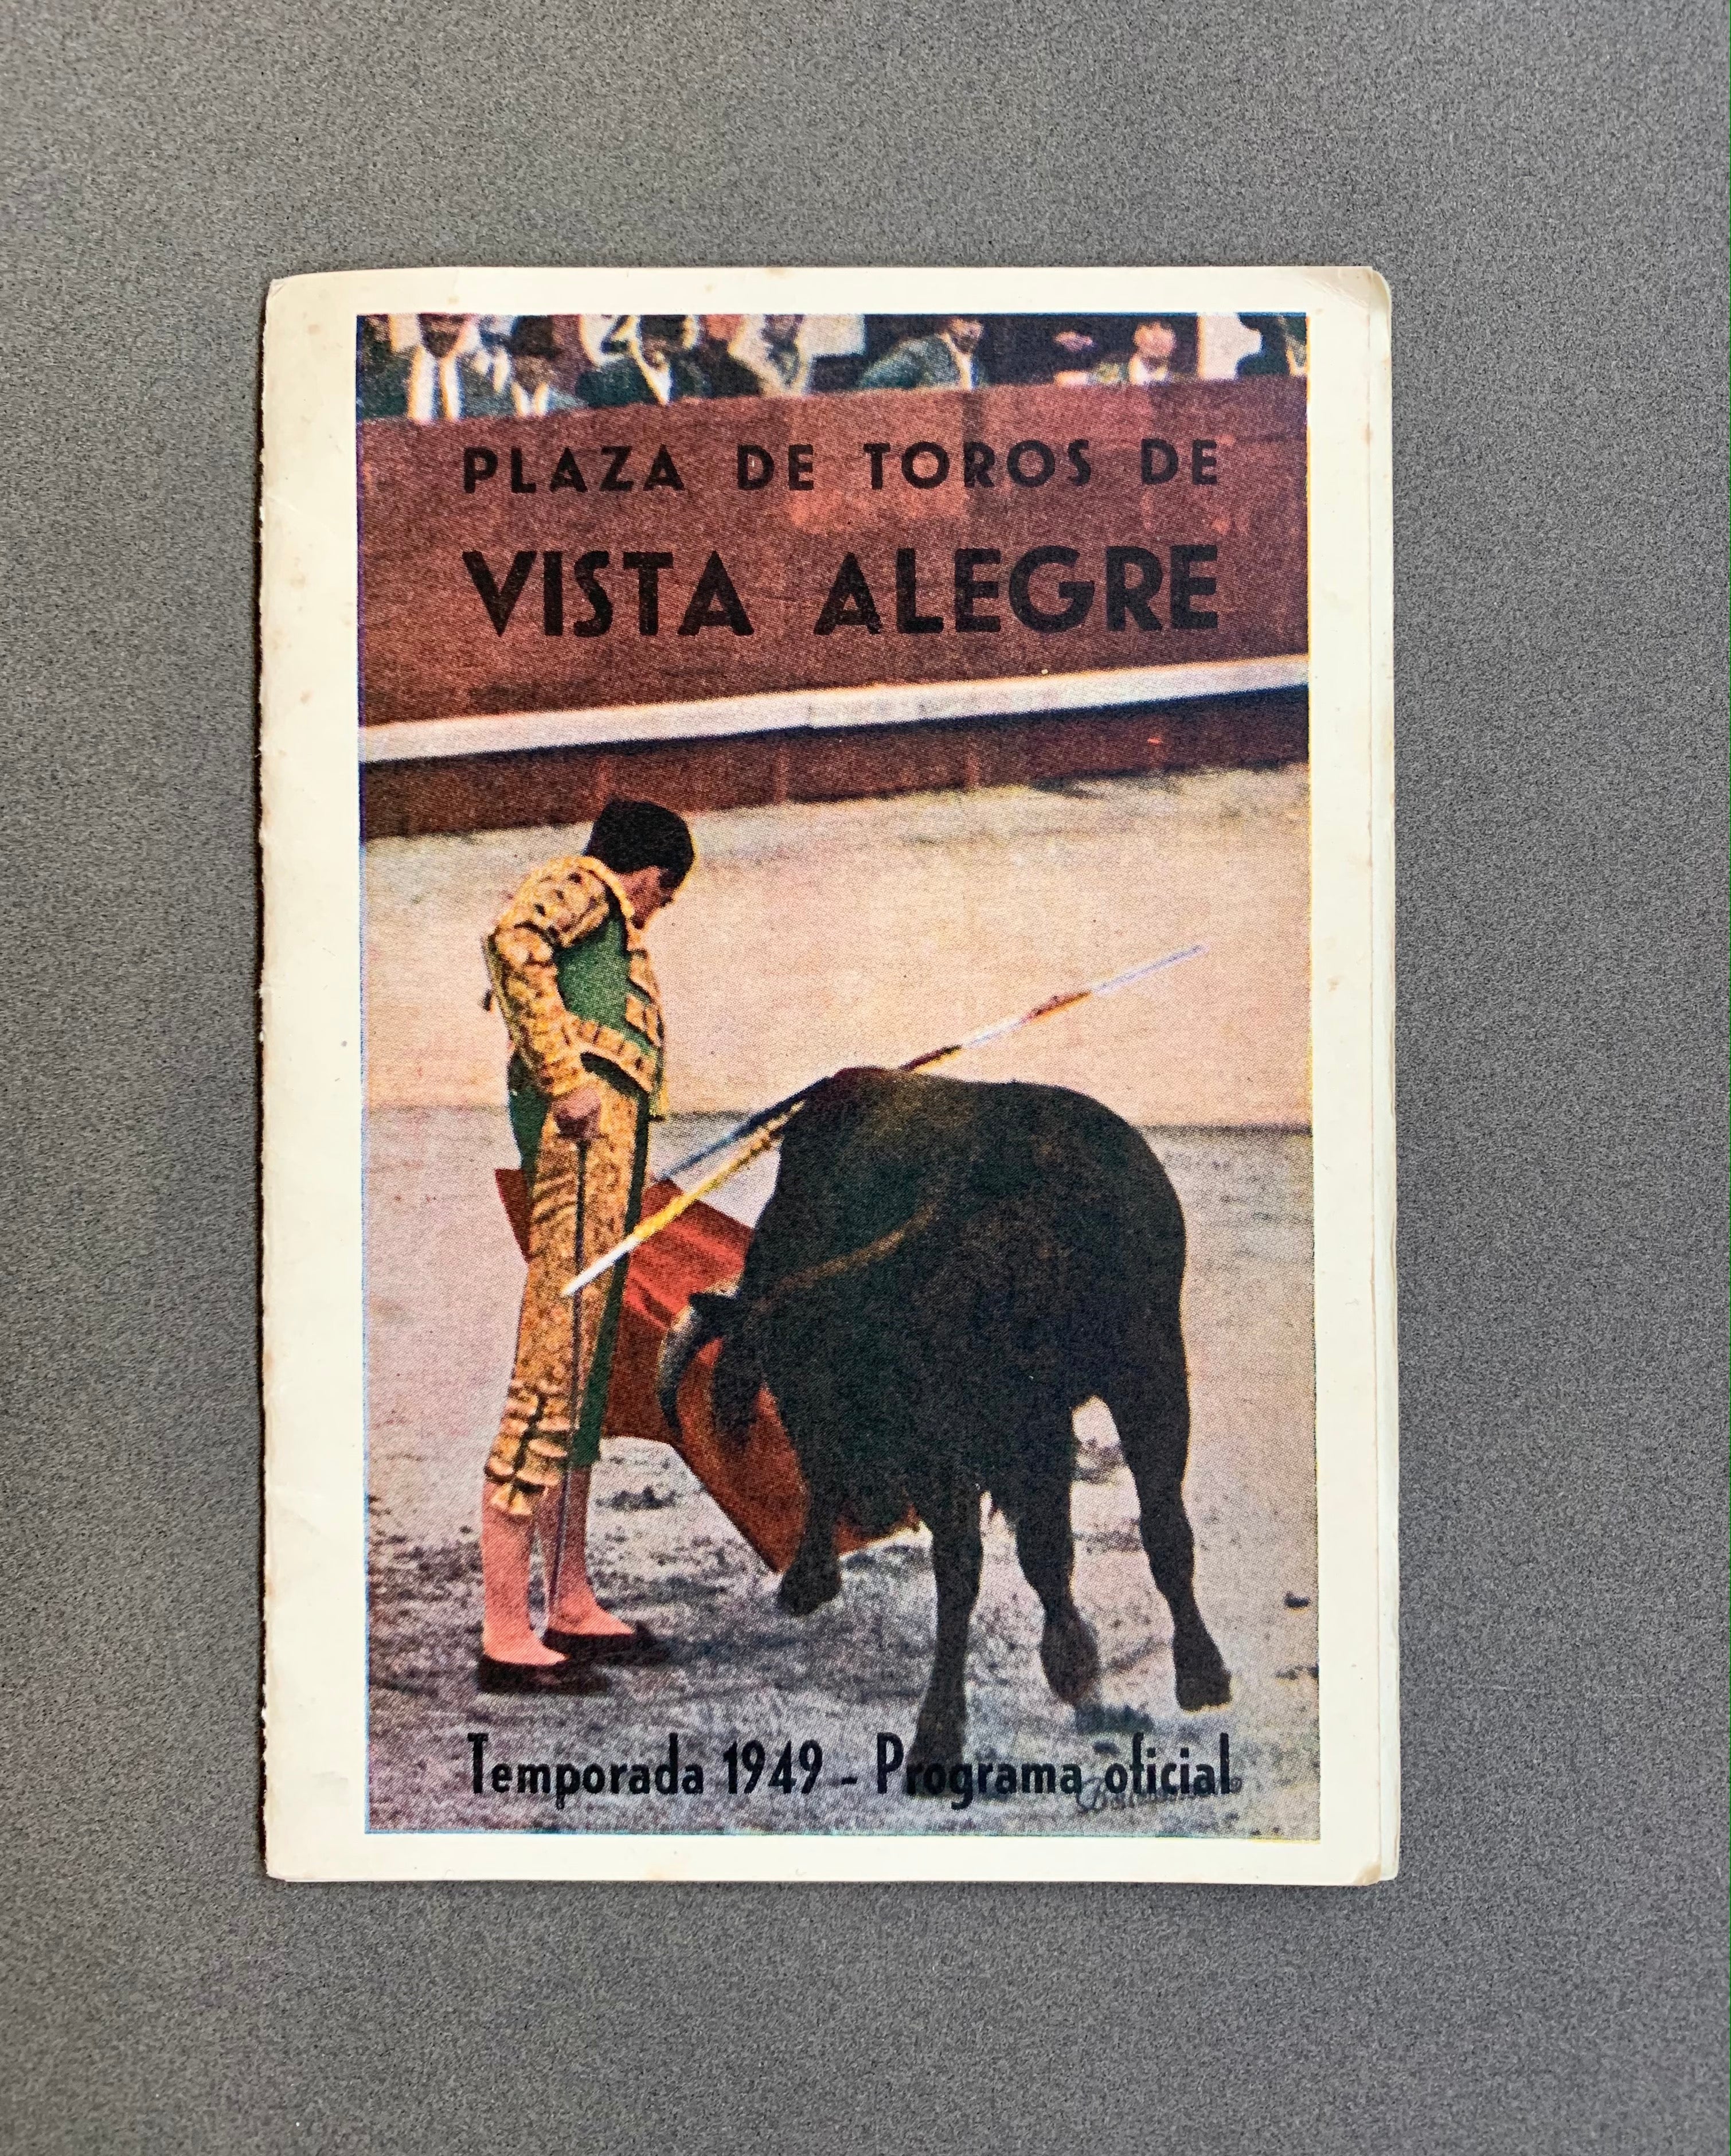 PLAZA DE TOROS DE
VISTA ALEGRE
Temporada 1949 - Programa oficial